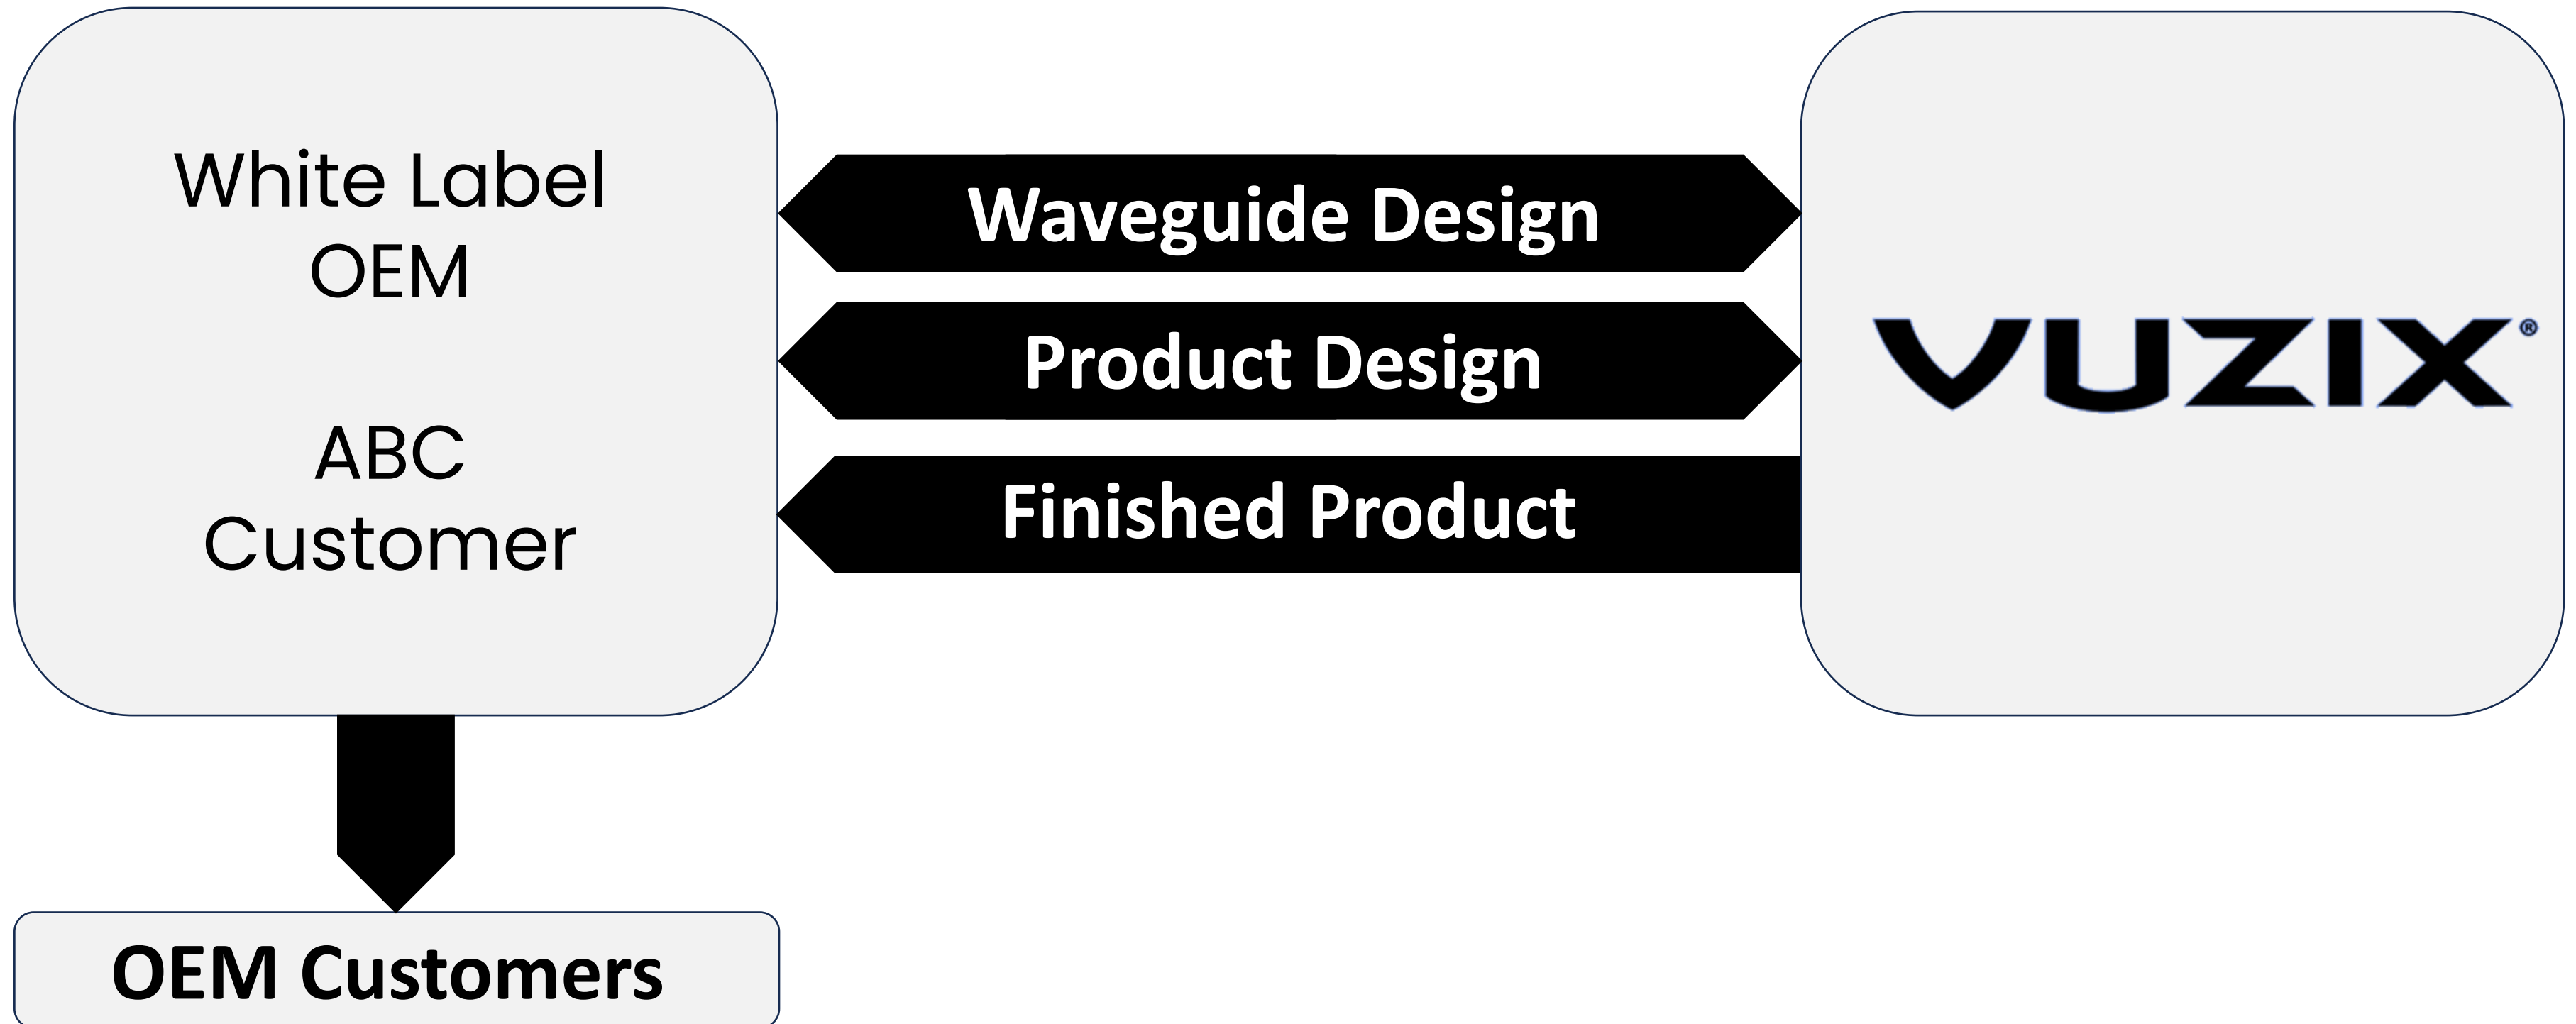 White Label
OEM
ABC
Customer
Waveguide Design
Product Design
Finished Product
VUZIX®
OEM Customers